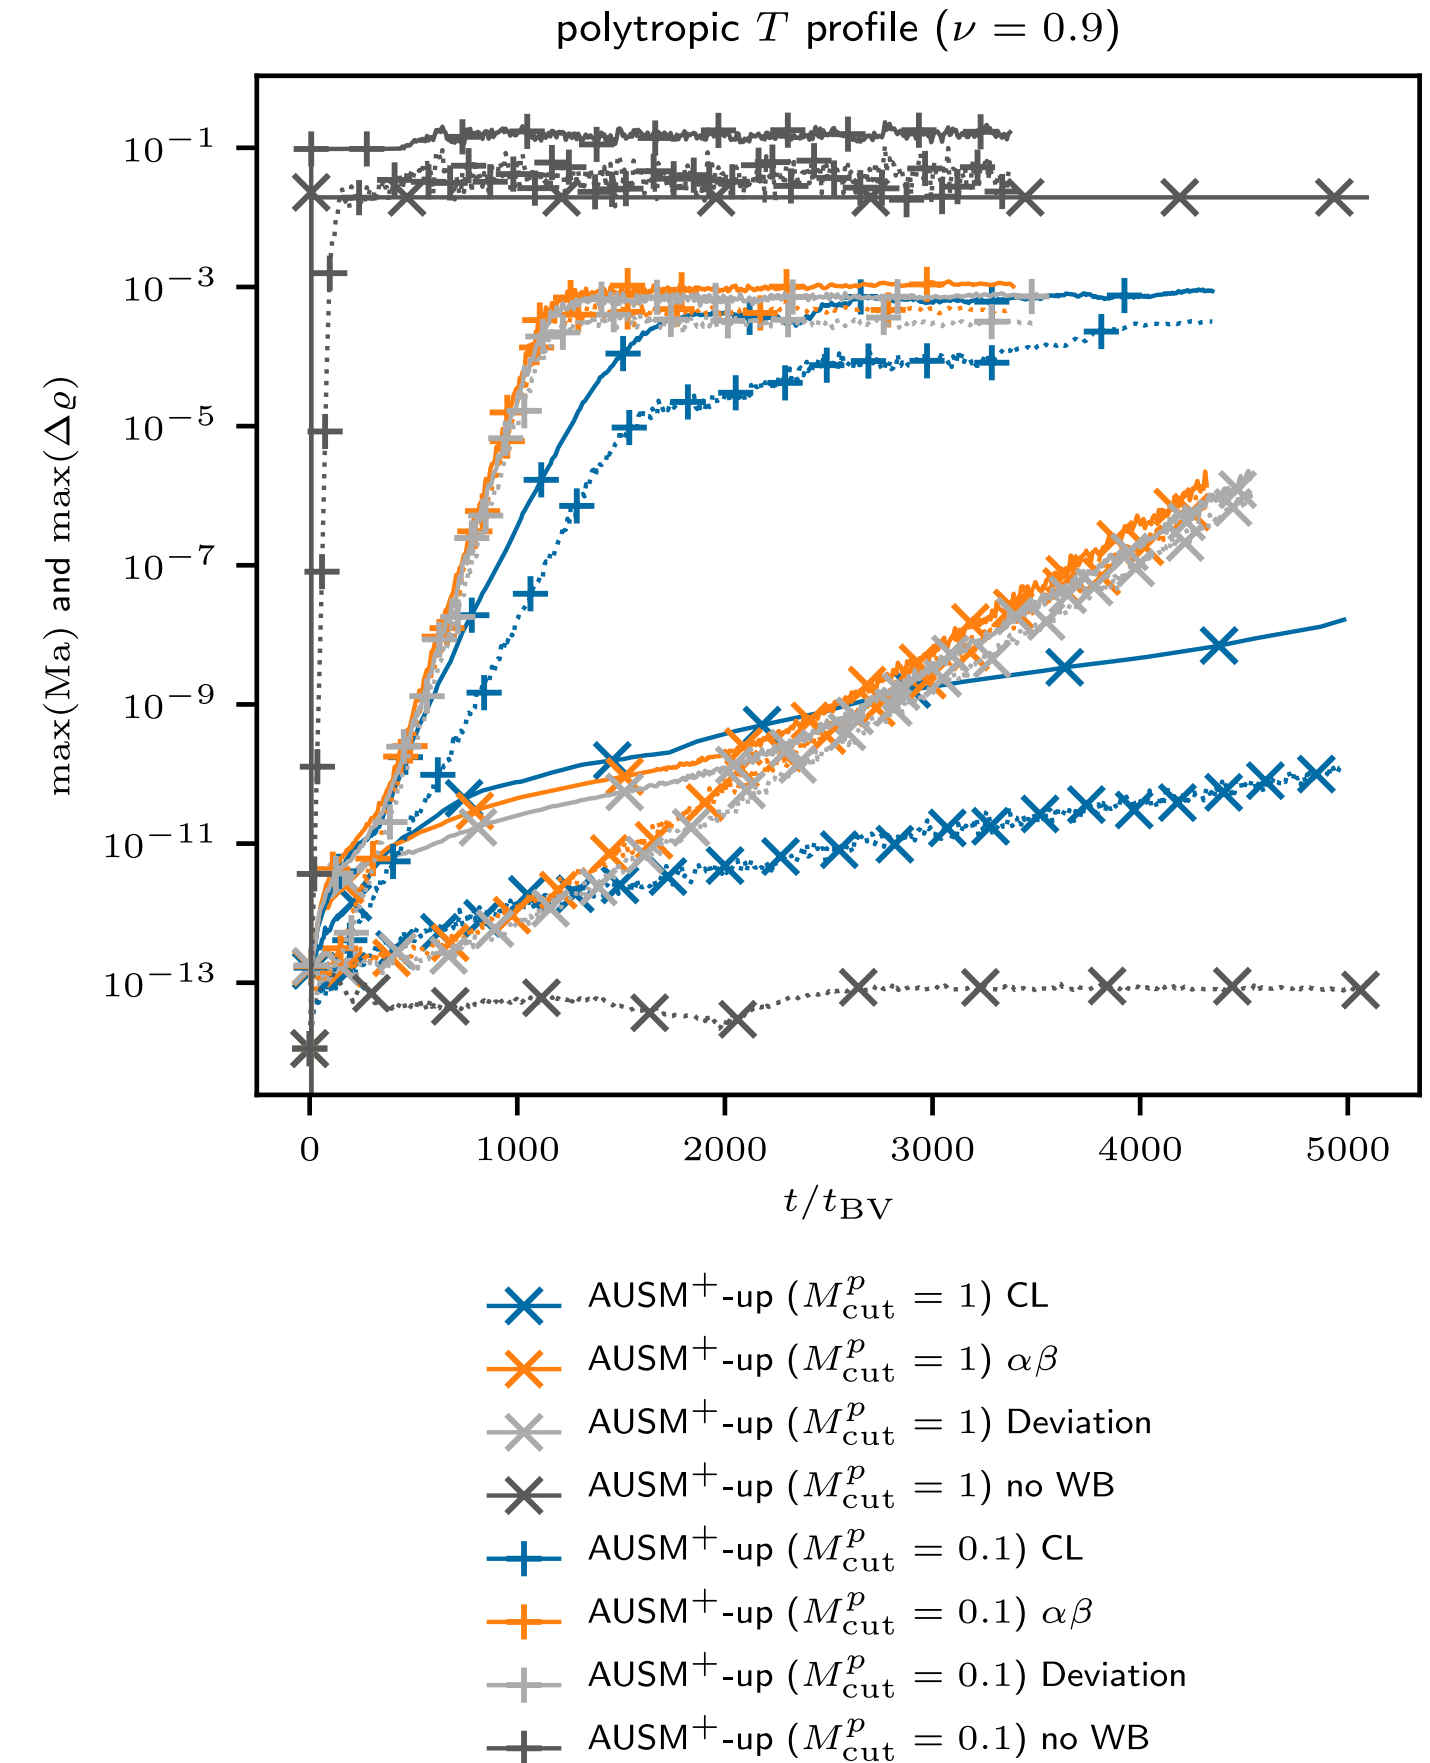 polytropic T profile (ν = 0.9)
max(Ma) and max(Δϱ)
10⁻¹
10⁻³
10⁻⁵
10⁻⁷
10⁻⁹
10⁻¹¹
10⁻¹³
0 1000 2000 3000 4000 5000
t/t_BV
AUSM⁺-up (M^p_cut = 1) CL
AUSM⁺-up (M^p_cut = 1) αβ
AUSM⁺-up (M^p_cut = 1) Deviation
AUSM⁺-up (M^p_cut = 1) no WB
AUSM⁺-up (M^p_cut = 0.1) CL
AUSM⁺-up (M^p_cut = 0.1) αβ
AUSM⁺-up (M^p_cut = 0.1) Deviation
AUSM⁺-up (M^p_cut = 0.1) no WB